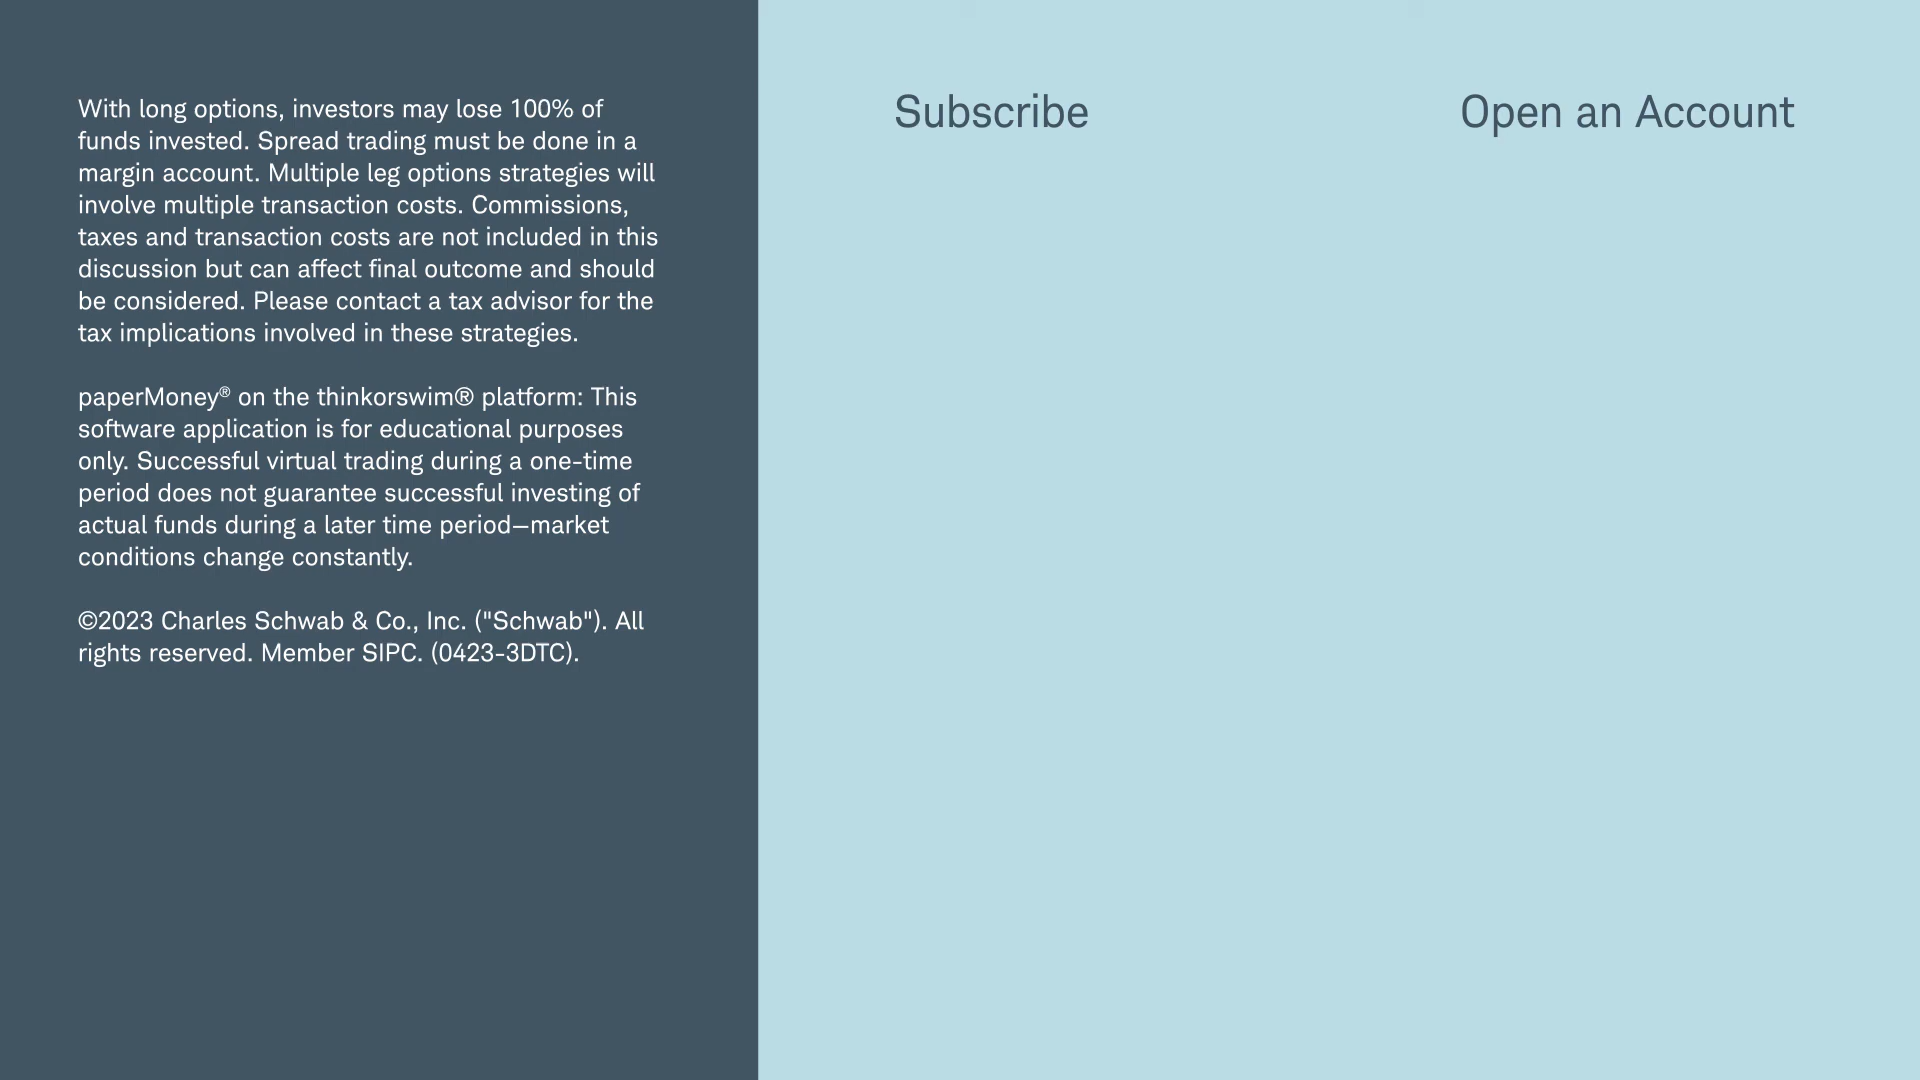 With long options, investors may lose 100% of
funds invested. Spread trading must be done in a
margin account. Multiple leg options strategies will
involve multiple transaction costs. Commissions,
taxes and transaction costs are not included in this
discussion but can affect final outcome and should
be considered. Please contact a tax advisor for the
tax implications involved in these strategies.
paperMoney® on the thinkorswim® platform: This
software application is for educational purposes
only. Successful virtual trading during a one-time
period does not guarantee successful investing of
actual funds during a later time period—market
conditions change constantly.
©2023 Charles Schwab & Co., Inc. ("Schwab"). All
rights reserved. Member SIPC. (0423-3DTC).
Subscribe
Open an Account